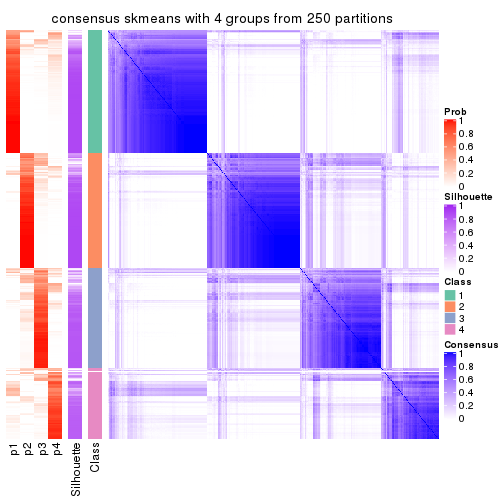 consensus skmeans with 4 groups from 250 partitions
Prob
1
0.8
0.6
0.4
0.2
0
Silhouette
1
0.8
0.6
0.4
0.2
0
Class
1
2
3
4
Consensus
1
0.8
0.6
0.4
0.2
0
p1
p2
p3
p4
Silhouette
Class